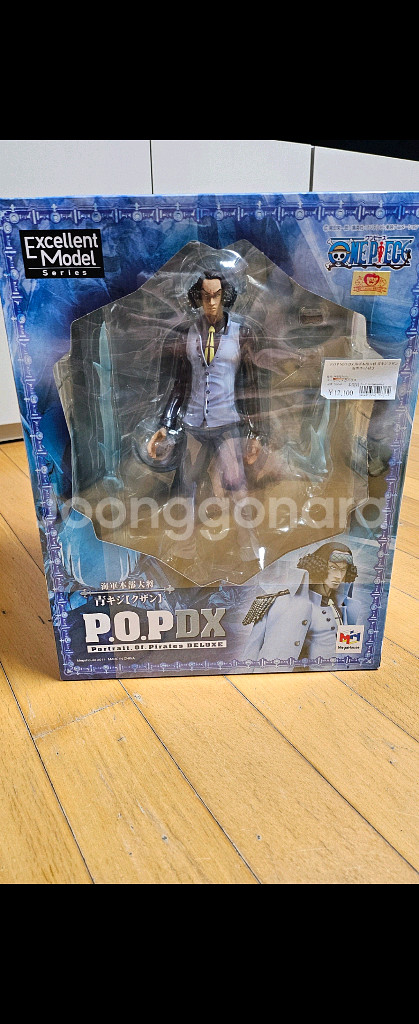 Excellent
Model
Series
ONE PIECE
¥12,100
joonggonara
海軍本部大将
青キジ【クザン】
P.O.P DX
Portrait.Of.Pirates DELUXE
MegaHouse